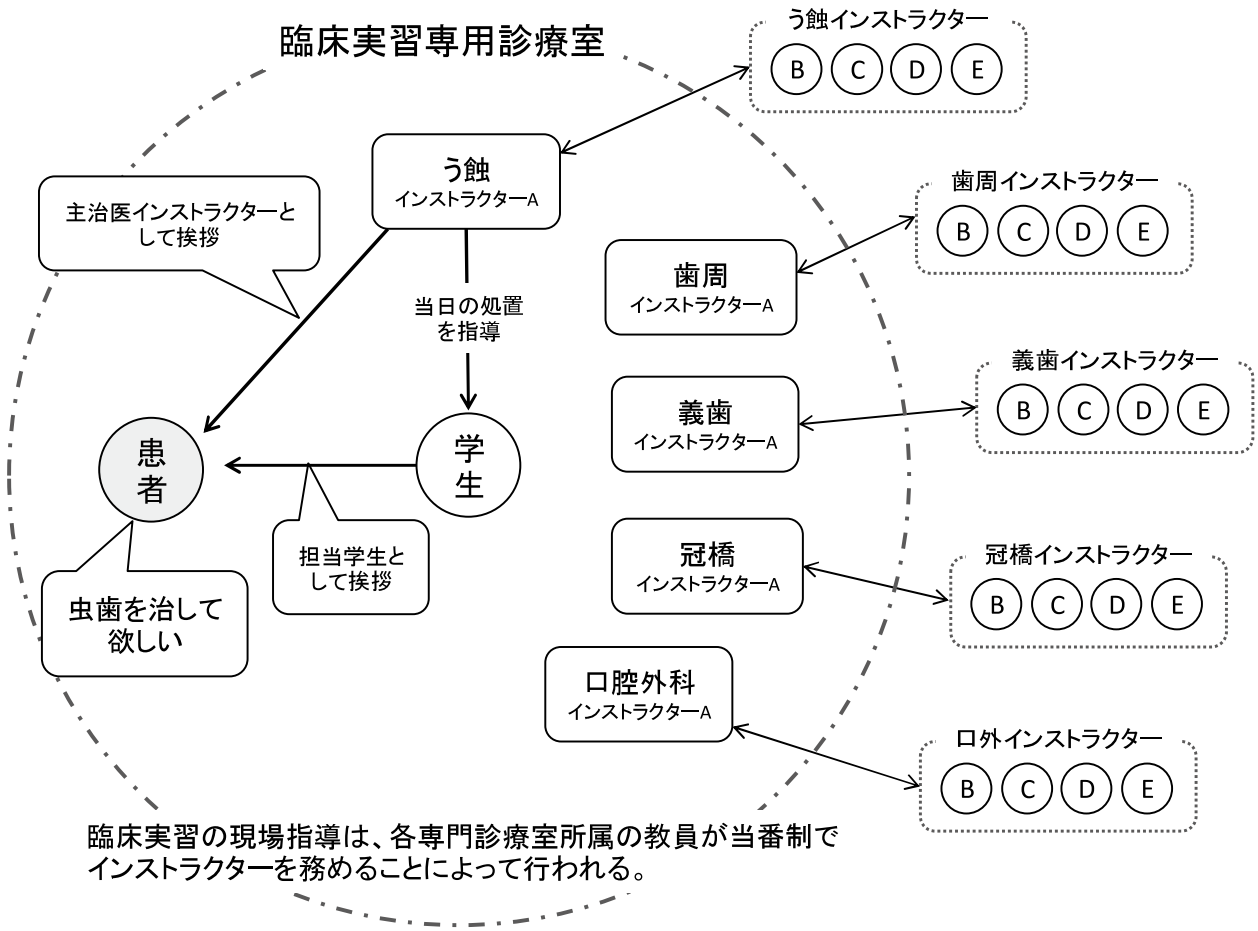 臨床実習専用診療室
う蝕インストラクター
B C D E
う蝕
インストラクターA
主治医インストラクターと
して挨拶
歯周インストラクター
B C D E
歯周
インストラクターA
当日の処置
を指導
義歯インストラクター
B C D E
義歯
インストラクターA
患者
学生
担当学生と
して挨拶
虫歯を治して
欲しい
冠橋インストラクター
B C D E
冠橋
インストラクターA
口腔外科
インストラクターA
口外インストラクター
B C D E
臨床実習の現場指導は、各専門診療室所属の教員が当番制で
インストラクターを務めることによって行われる。